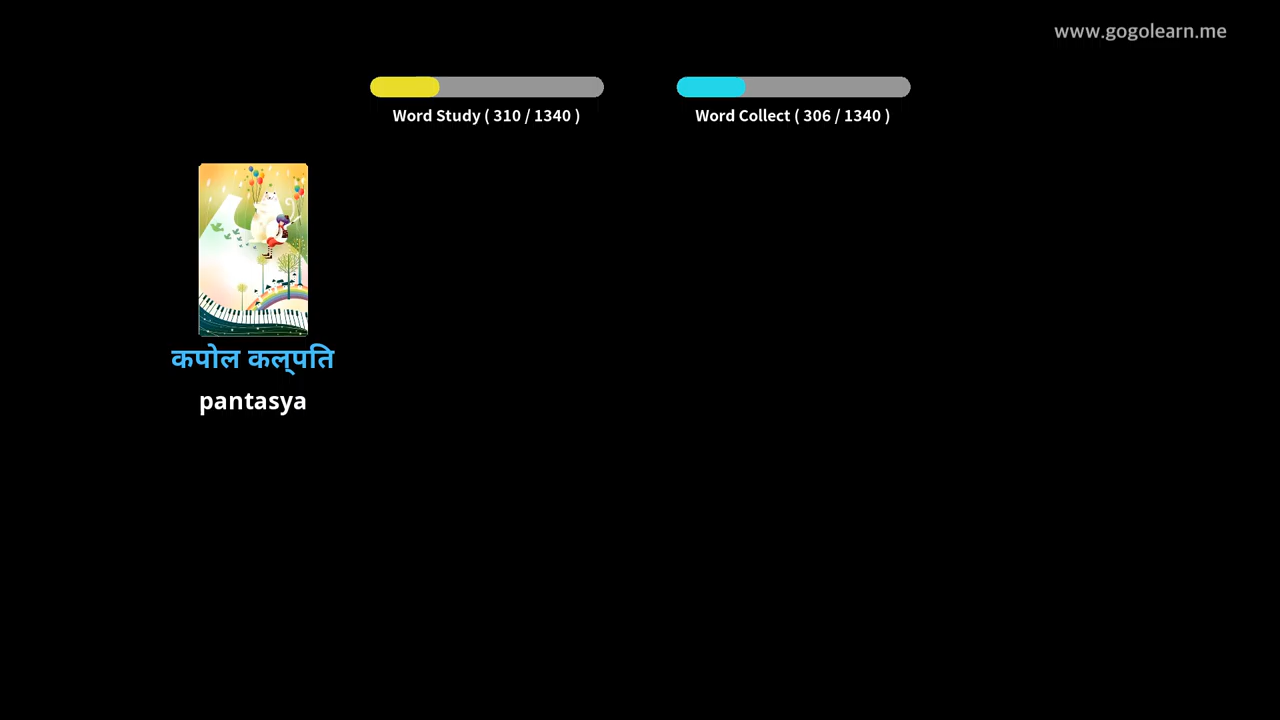 www.gogolearn.me
Word Study ( 310 / 1340 )
Word Collect ( 306 / 1340 )
कपोल कल्पति
pantasya